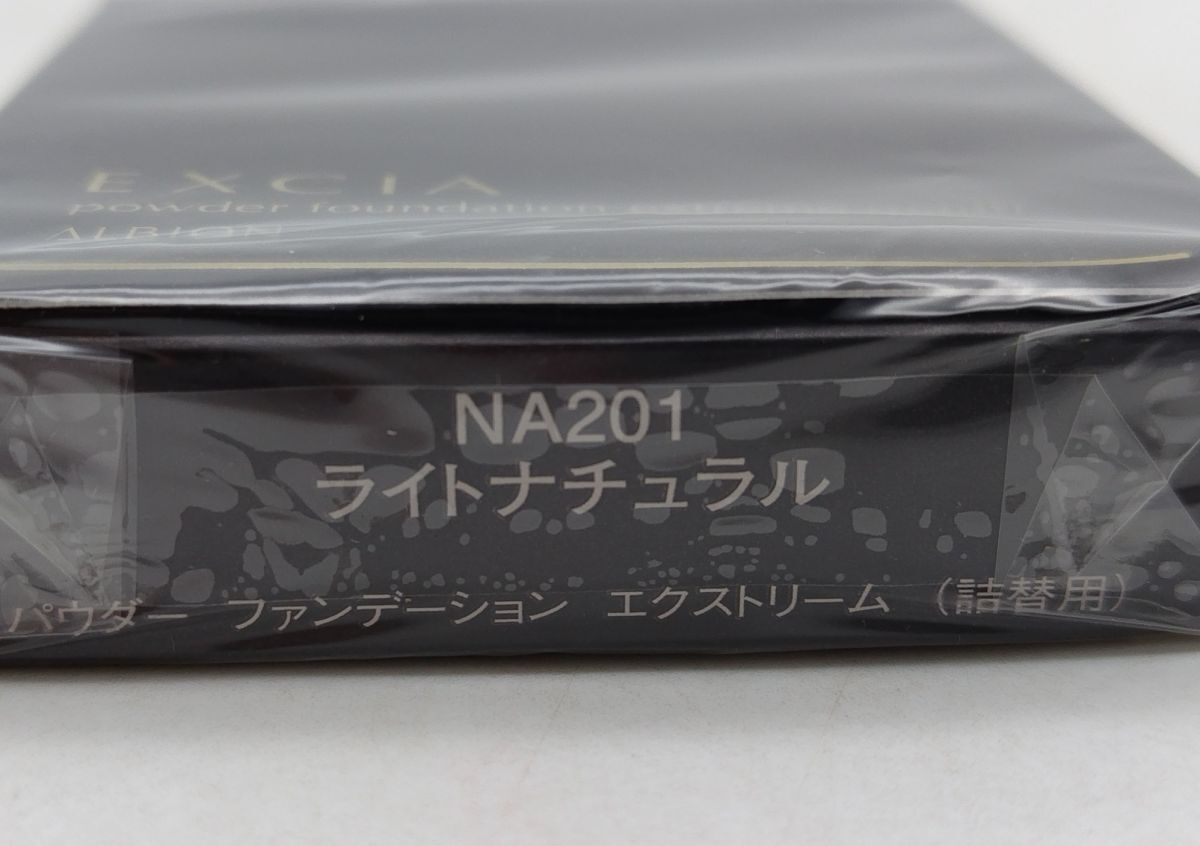 EXCIA
powder foundation
ALBION
NA201
ライトナチュラル
パウダー ファンデーション エクストリーム (詰替用)